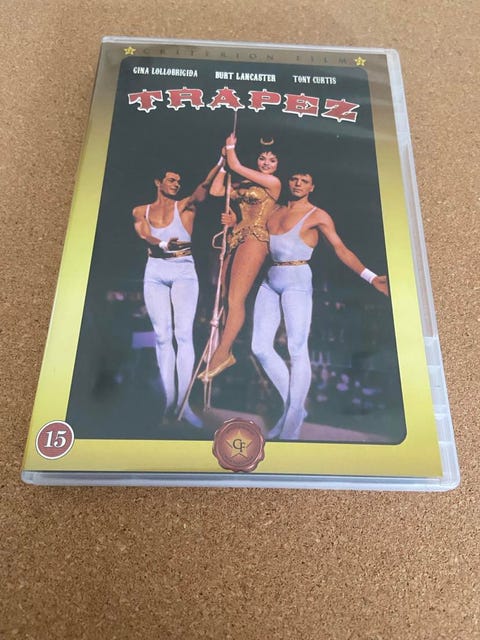 CRITERION FILM
GINA LOLLOBRIGIDA BURT LANCASTER TONY CURTIS
TRAPEZ
15
CF